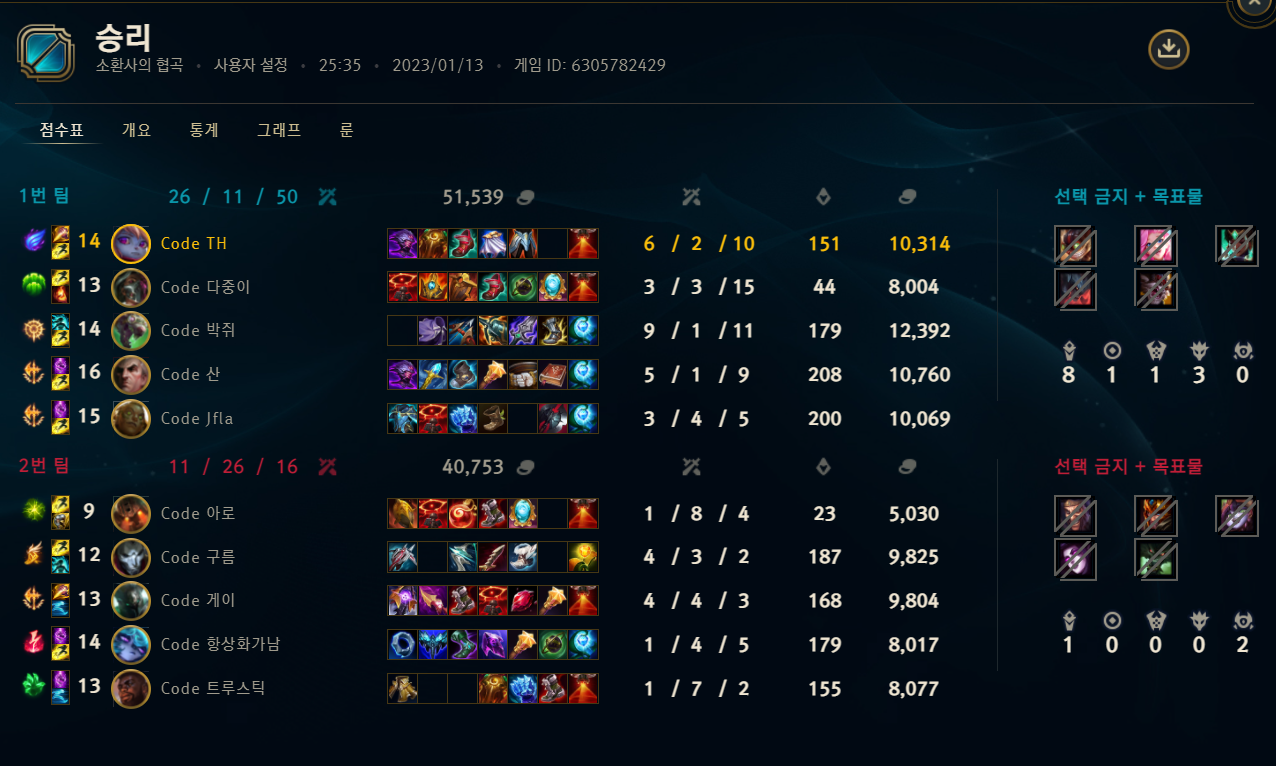 승리
소환사의 협곡 • 사용자 설정 • 25:35 • 2023/01/13 • 게임 ID: 6305782429
점수표 개요 통계 그래프 룬
1번 팀 26 / 11 / 50 51,539 선택 금지 + 목표물
14 Code TH 6 / 2 / 10 151 10,314
13 Code 다중이 3 / 3 / 15 44 8,004
14 Code 박쥐 9 / 1 / 11 179 12,392
16 Code 산 5 / 1 / 9 208 10,760
15 Code Jfla 3 / 4 / 5 200 10,069
8 1 1 3 0
2번 팀 11 / 26 / 16 40,753 선택 금지 + 목표물
9 Code 아로 1 / 8 / 4 23 5,030
12 Code 구름 4 / 3 / 2 187 9,825
13 Code 게이 4 / 4 / 3 168 9,804
14 Code 항상화가남 1 / 4 / 5 179 8,017
13 Code 트루스틱 1 / 7 / 2 155 8,077
1 0 0 0 2